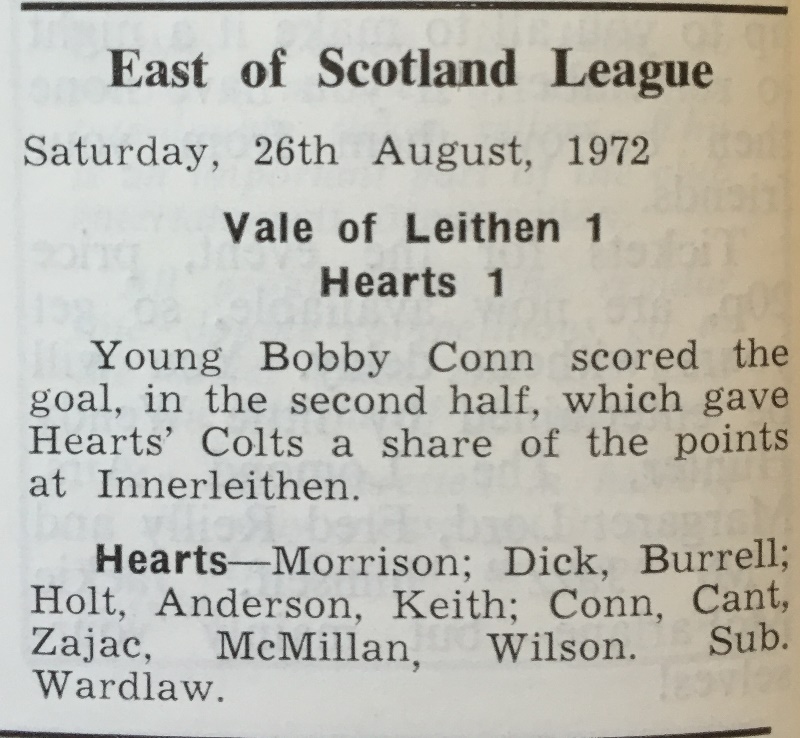 East of Scotland League
Saturday, 26th August, 1972
Vale of Leithen 1
Hearts 1
Young Bobby Conn scored the
goal, in the second half, which gave
Hearts’ Colts a share of the points
at Innerleithen.
Hearts—Morrison; Dick, Burrell;
Holt, Anderson, Keith; Conn, Cant,
Zajac, McMillan, Wilson. Sub.
Wardlaw.